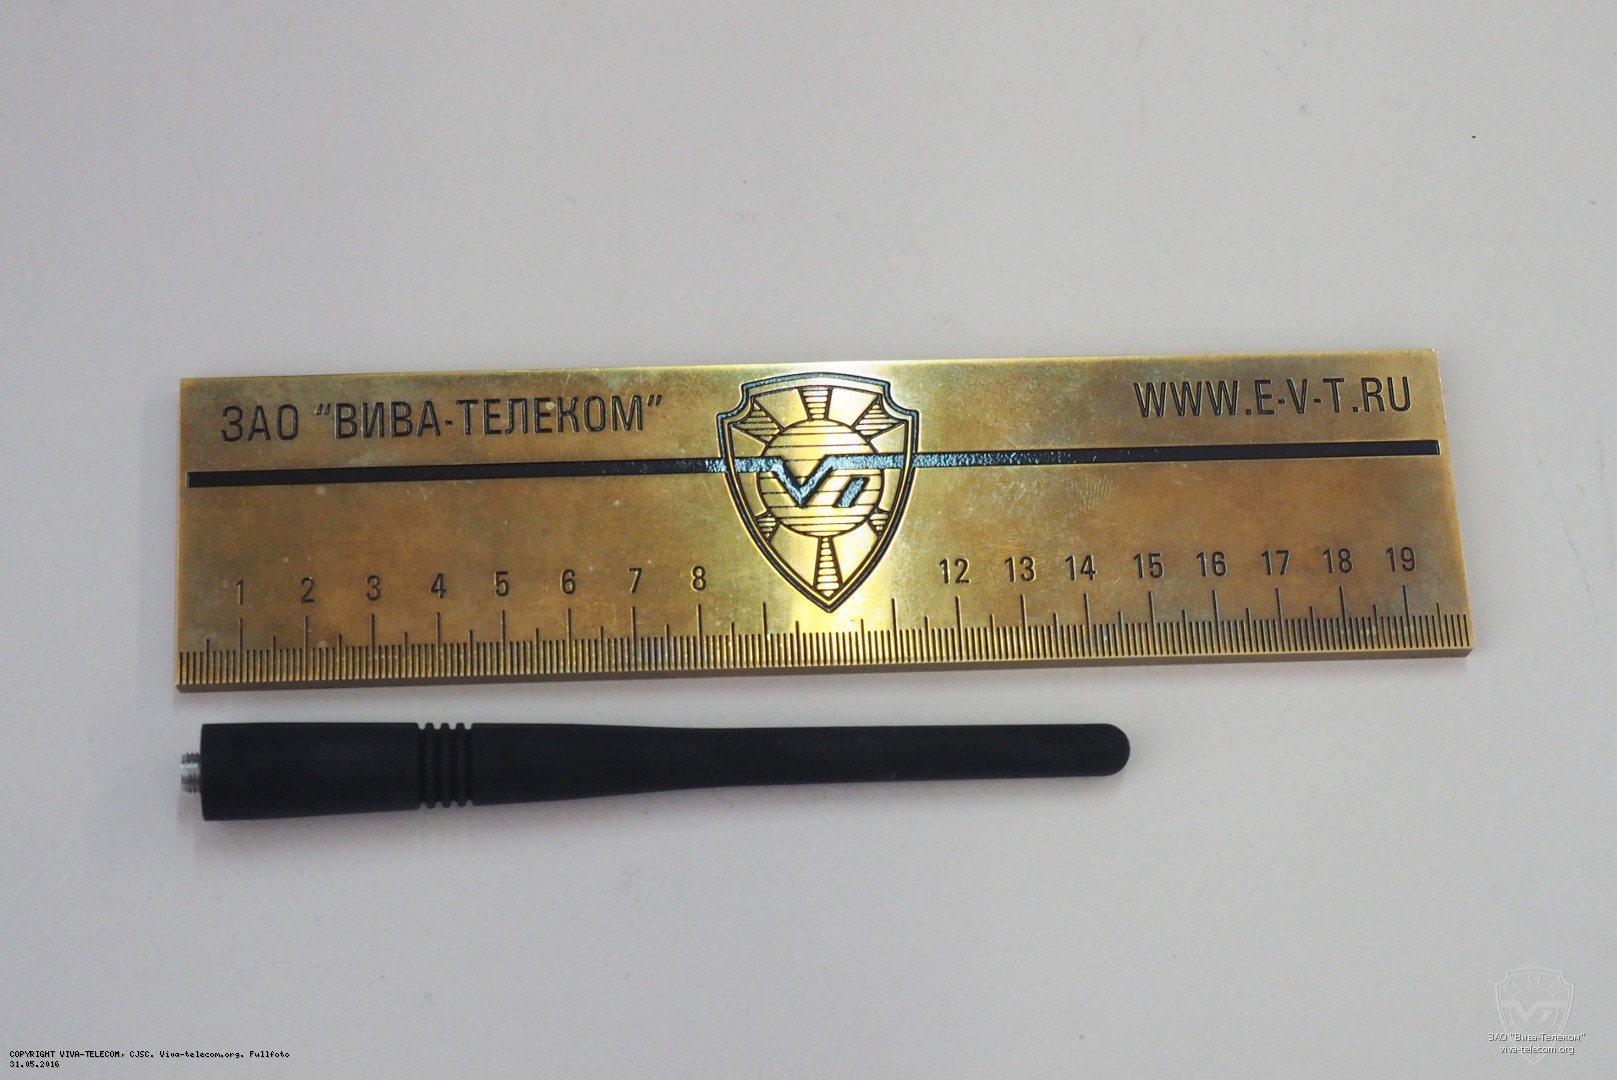 ЗАО "ВИВА-ТЕЛЕКОМ"
WWW.E-V-T.RU
1 2 3 4 5 6 7 8 12 13 14 15 16 17 18 19
COPYRIGHT VIVA-TELECOM, CJSC. Viva-telecom.org. Fullfoto
31.05.2016
ЗАО "Вива-Телеком"
viva-telecom.org